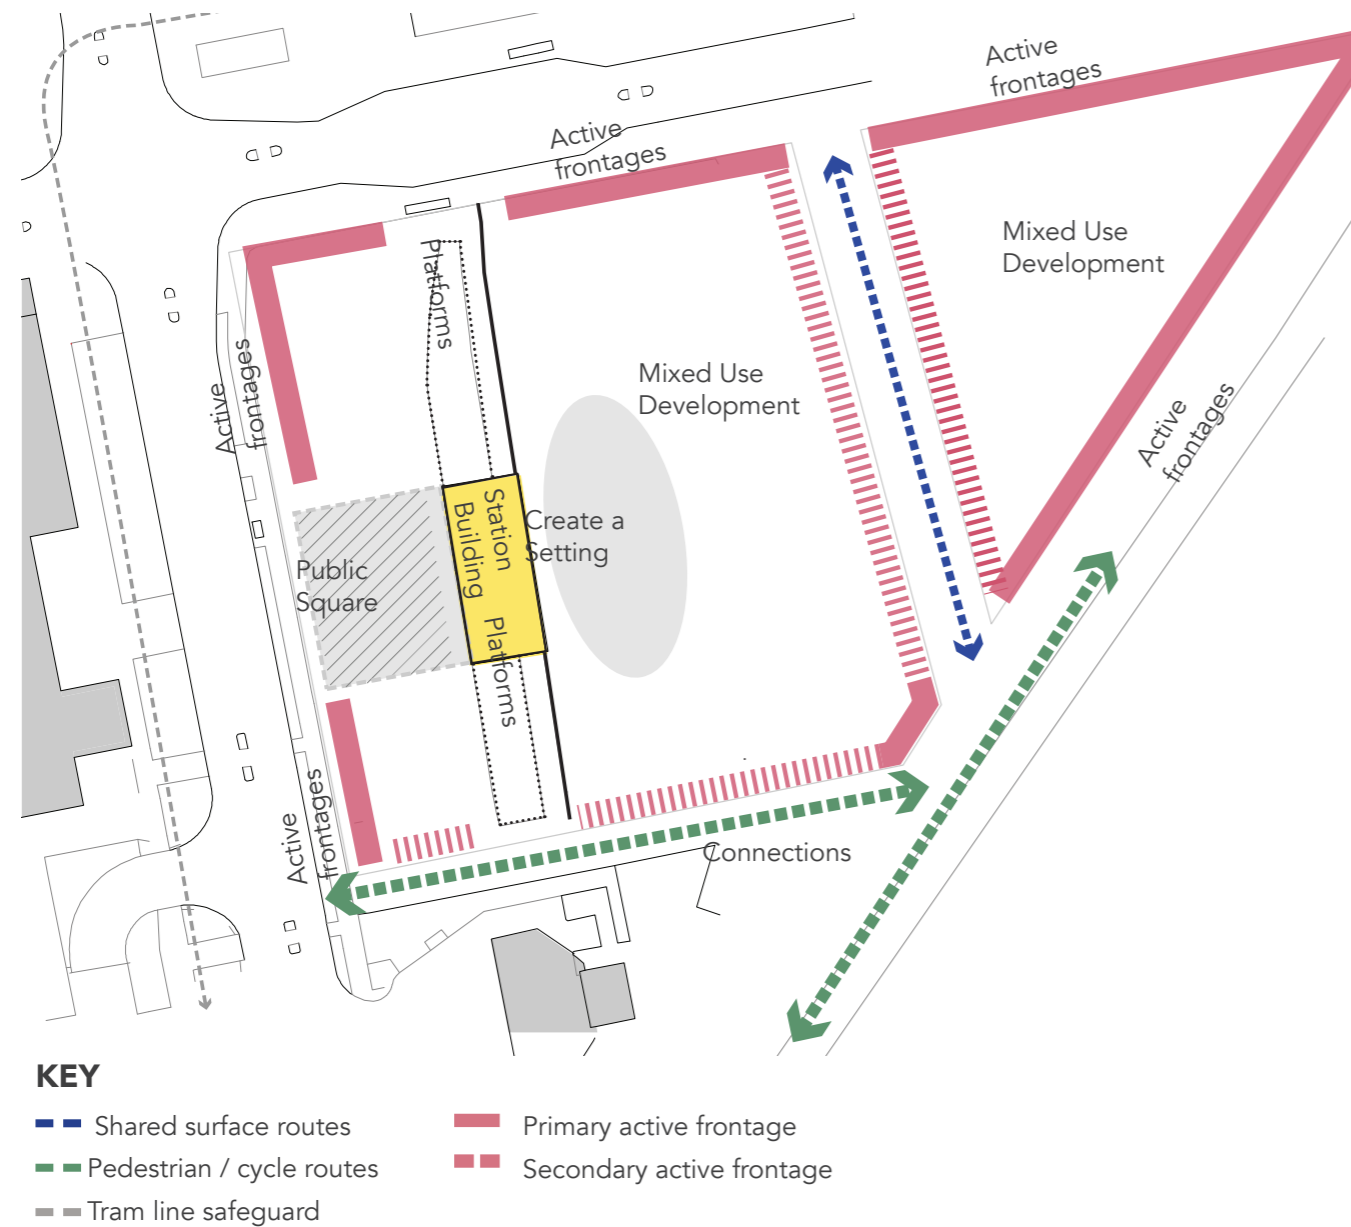 Active
frontages
Active
frontages
Mixed Use
Development
Platforms
Active
frontages
Mixed Use
Development
Active
frontages
Station
Building
Create a
Setting
Public
Square
Platforms
Active
frontages
Connections
KEY
Shared surface routes
Pedestrian / cycle routes
Tram line safeguard
Primary active frontage
Secondary active frontage